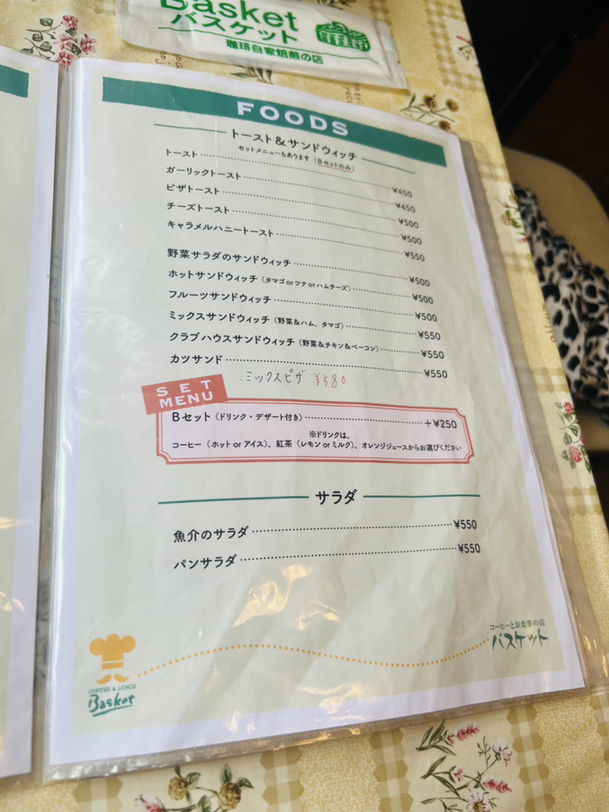 Basket
バスケット
珈琲自家焙煎の店
FOODS
トースト&サンドウィッチ
セットメニューもあります(Bセットのみ)
トースト ¥450
ガーリックトースト ¥450
ピザトースト ¥500
チーズトースト ¥500
キャラメルハニートースト ¥550
野菜サラダのサンドウィッチ ¥500
ホットサンドウィッチ(タマゴorツナorハムチーズ) ¥500
フルーツサンドウィッチ ¥500
ミックスサンドウィッチ(野菜&ハム、タマゴ) ¥550
クラブハウスサンドウィッチ(野菜&チキン&ベーコン) ¥550
カツサンド ¥550
ミックスピザ ¥580
SET
MENU
Bセット(ドリンク・デザート付き) +¥250
※ドリンクは、
コーヒー(ホットorアイス)、紅茶(レモンorミルク)、オレンジジュースからお選びください
サラダ
魚介のサラダ ¥550
パンサラダ ¥550
コーヒーとお食事の店
バスケット
COFFEE & LUNCH
Basket